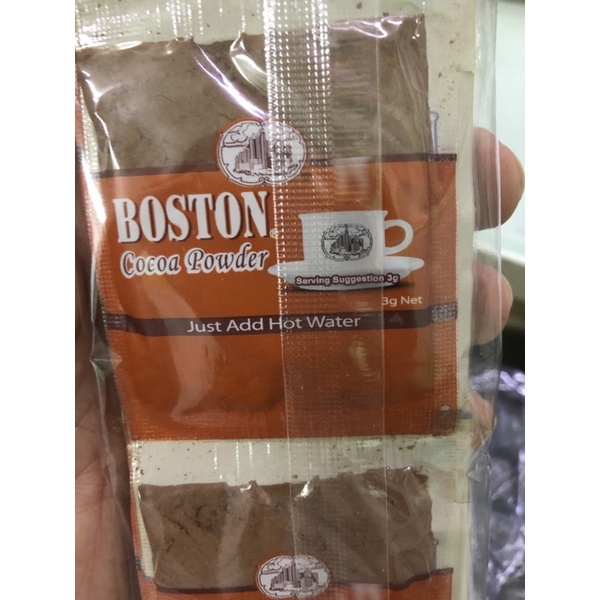 BOSTON
Cocoa Powder
Serving Suggestion 3g
3g Net
Just Add Hot Water